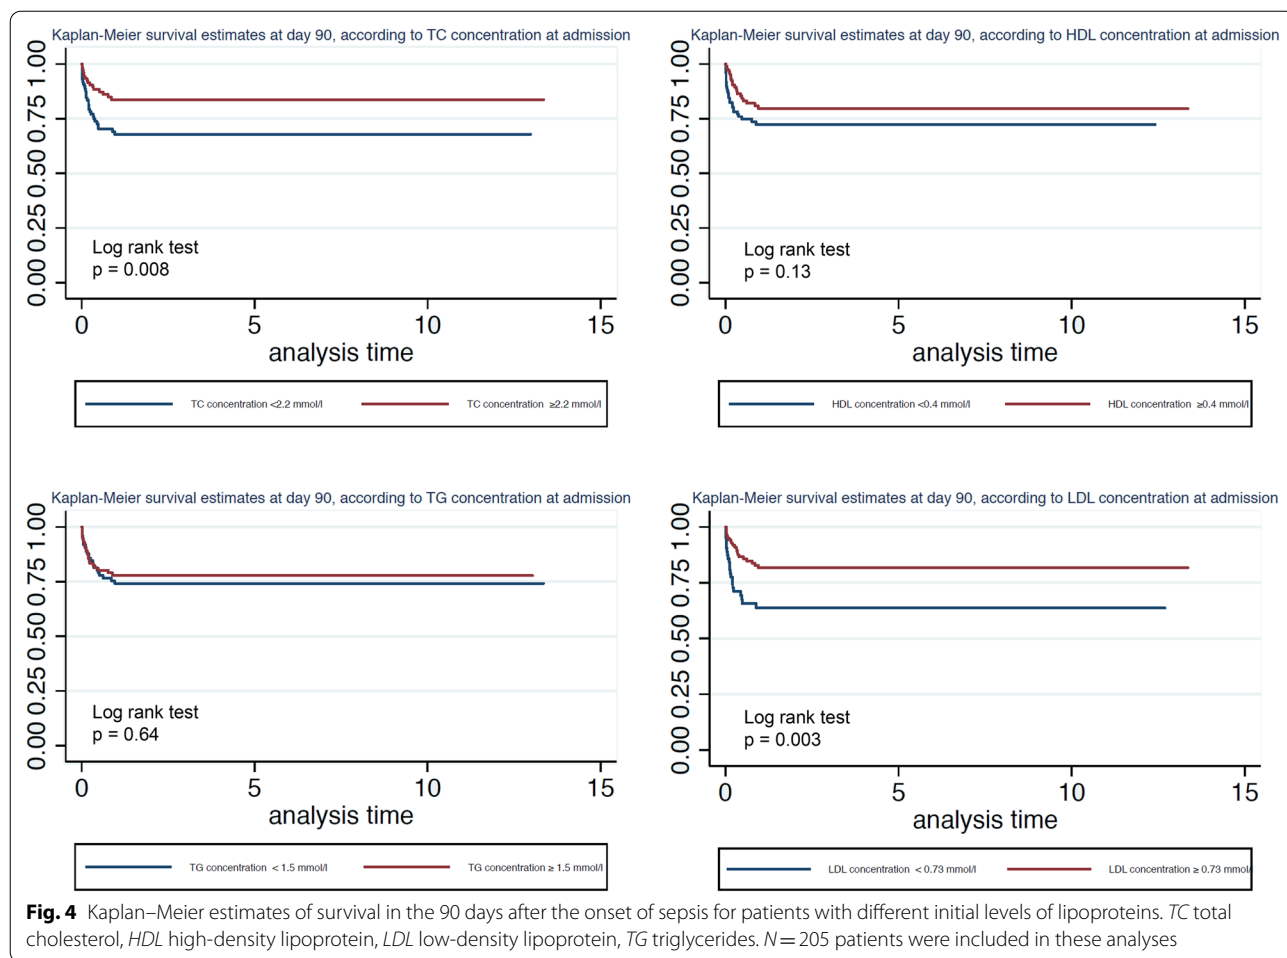 Kaplan-Meier survival estimates at day 90, according to TC concentration at admission
0.00 0.25 0.50 0.75 1.00
Log rank test
p = 0.008
0 5 10 15
analysis time
TC concentration <2.2 mmol/l TC concentration ≥2.2 mmol/l
Kaplan-Meier survival estimates at day 90, according to HDL concentration at admission
0.00 0.25 0.50 0.75 1.00
Log rank test
p = 0.13
0 5 10 15
analysis time
HDL concentration <0.4 mmol/l HDL concentration ≥0.4 mmol/l
Kaplan-Meier survival estimates at day 90, according to TG concentration at admission
0.00 0.25 0.50 0.75 1.00
Log rank test
p = 0.64
0 5 10 15
analysis time
TG concentration < 1.5 mmol/l TG concentration ≥ 1.5 mmol/l
Kaplan-Meier survival estimates at day 90, according to LDL concentration at admission
0.00 0.25 0.50 0.75 1.00
Log rank test
p = 0.003
0 5 10 15
analysis time
LDL concentration < 0.73 mmol/l LDL concentration ≥ 0.73 mmol/l
Fig. 4 Kaplan–Meier estimates of survival in the 90 days after the onset of sepsis for patients with different initial levels of lipoproteins. TC total
cholesterol, HDL high-density lipoprotein, LDL low-density lipoprotein, TG triglycerides. N = 205 patients were included in these analyses